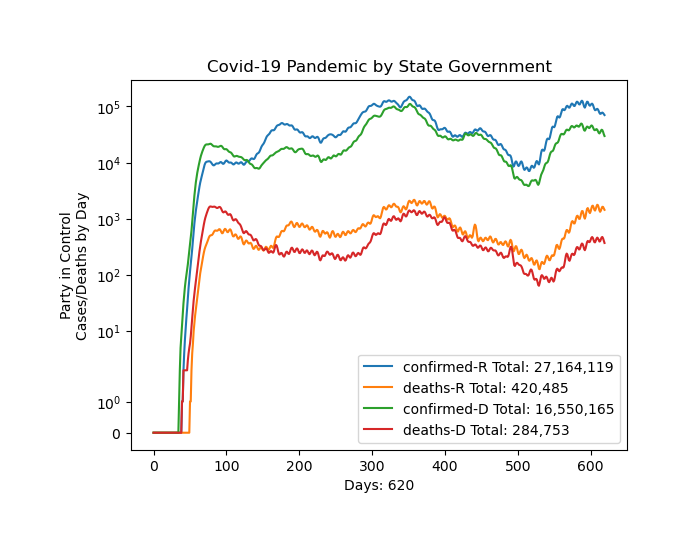 Covid-19 Pandemic by State Government
Party in Control
Cases/Deaths by Day
10^5
10^4
10^3
10^2
10^1
10^0
0
confirmed-R Total: 27,164,119
deaths-R Total: 420,485
confirmed-D Total: 16,550,165
deaths-D Total: 284,753
0 100 200 300 400 500 600
Days: 620